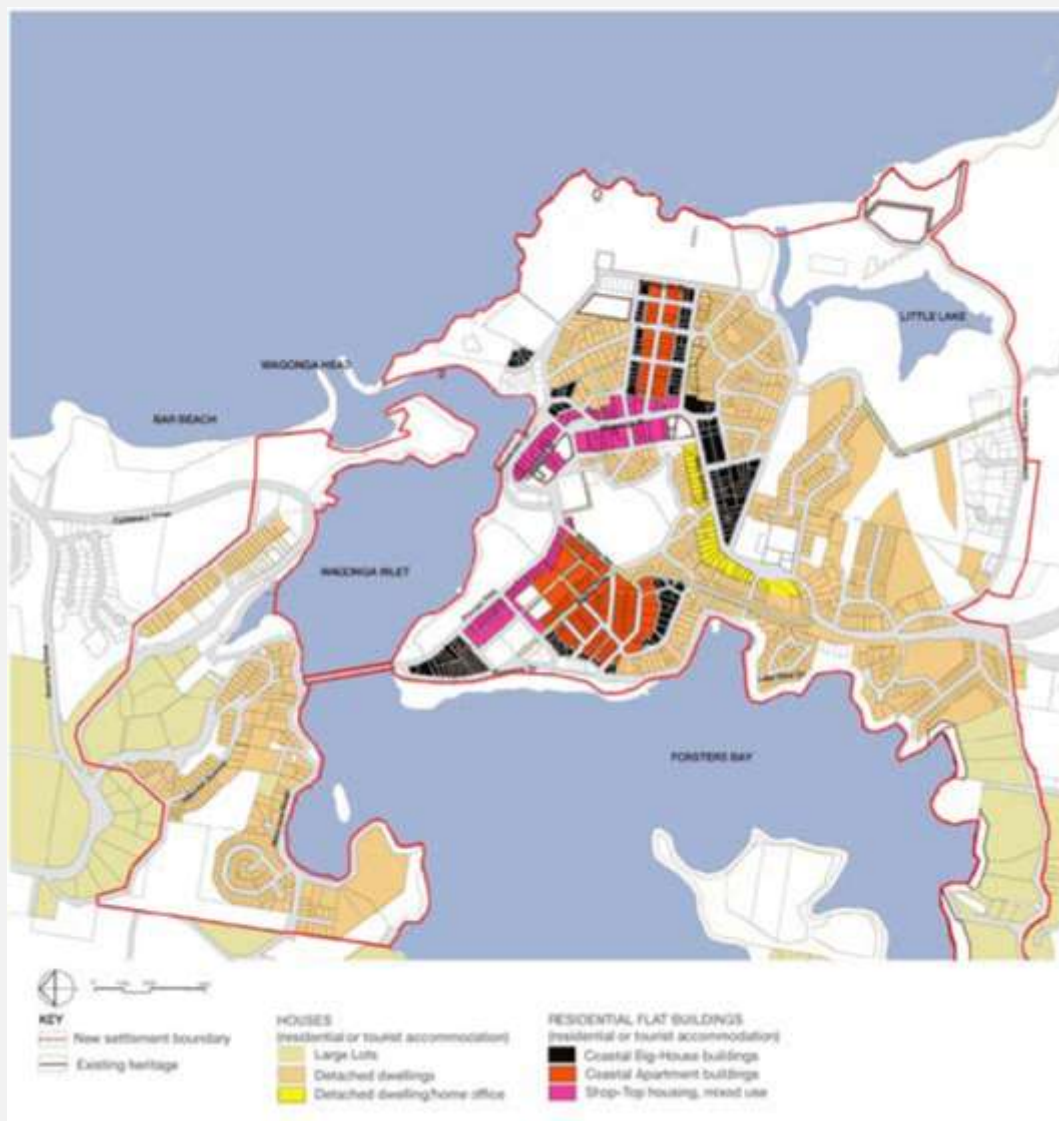 LITTLE LAKE
WAGONGA HEAD
BAR BEACH
WAGONGA INLET
FORSTERS BAY
KEY
New settlement boundary
Existing heritage
HOUSES
(residential or tourist accommodation)
Large Lots
Detached dwellings
Detached dwelling/home office
RESIDENTIAL FLAT BUILDINGS
(residential or tourist accommodation)
Coastal Big-House buildings
Coastal Apartment buildings
Shop-Top housing, mixed use